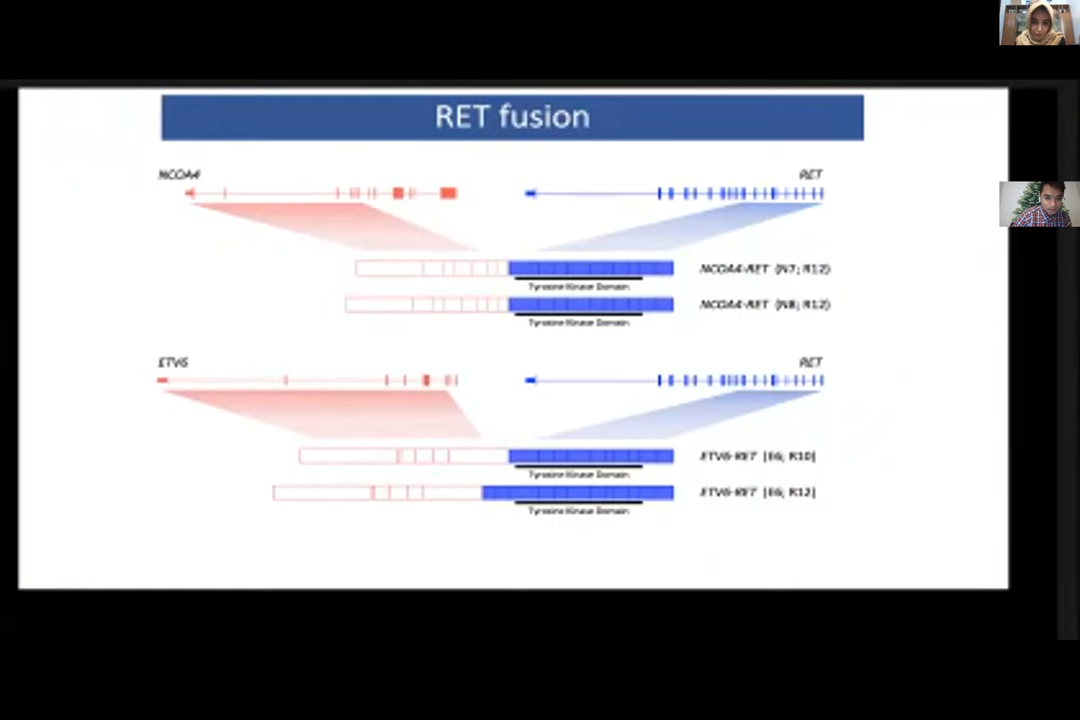 RET fusion
NCOA4 RET
NCOA4-RET (N7; R12)
Tyrosine Kinase Domain
NCOA4-RET (N8; R12)
Tyrosine Kinase Domain
ETV6 RET
ETV6-RET (E6; R10)
Tyrosine Kinase Domain
ETV6-RET (E6; R12)
Tyrosine Kinase Domain